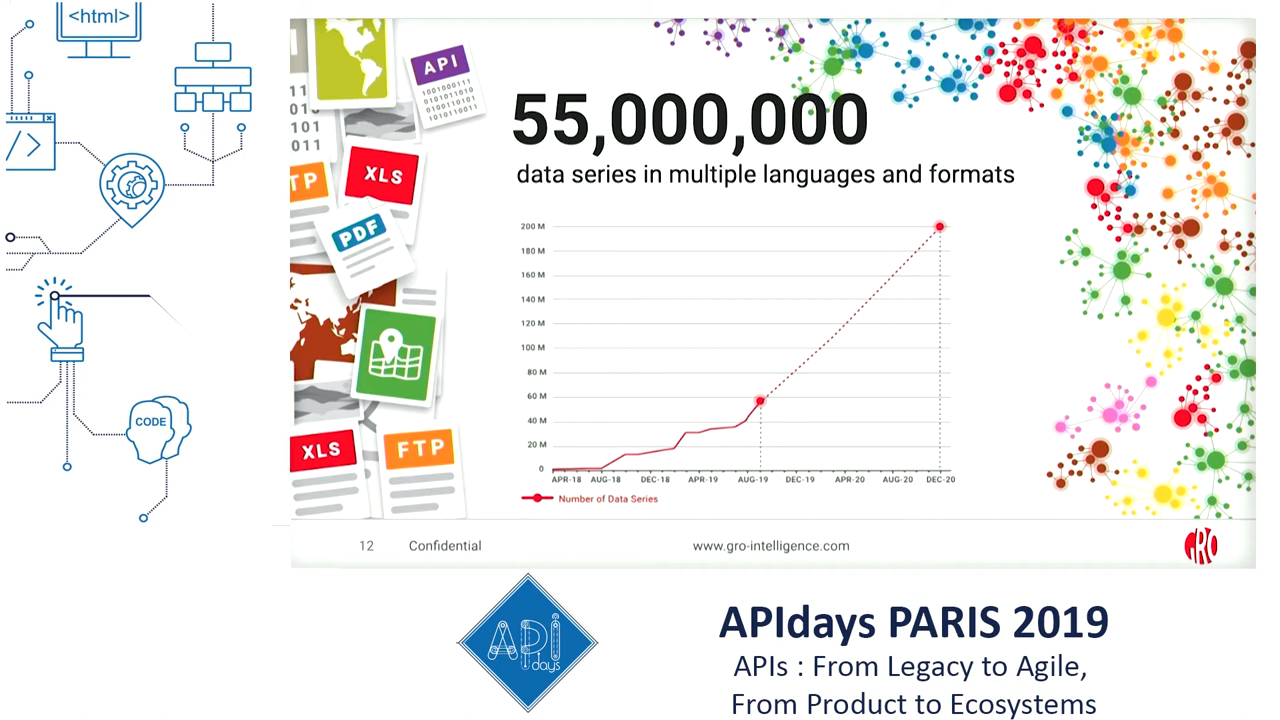 <html>
</>
CODE
API
1001000111
0101011010
0100110101
0101110011
11
101
101
011
TP
XLS
PDF
XLS
FTP
55,000,000
data series in multiple languages and formats
200 M
180 M
160 M
140 M
120 M
100 M
80 M
60 M
40 M
20 M
0
APR-18
AUG-18
DEC-18
APR-19
AUG-19
DEC-19
APR-20
AUG-20
DEC-20
Number of Data Series
12
Confidential
www.gro-intelligence.com
GRO
API
days
APIdays PARIS 2019
APIs : From Legacy to Agile,
From Product to Ecosystems